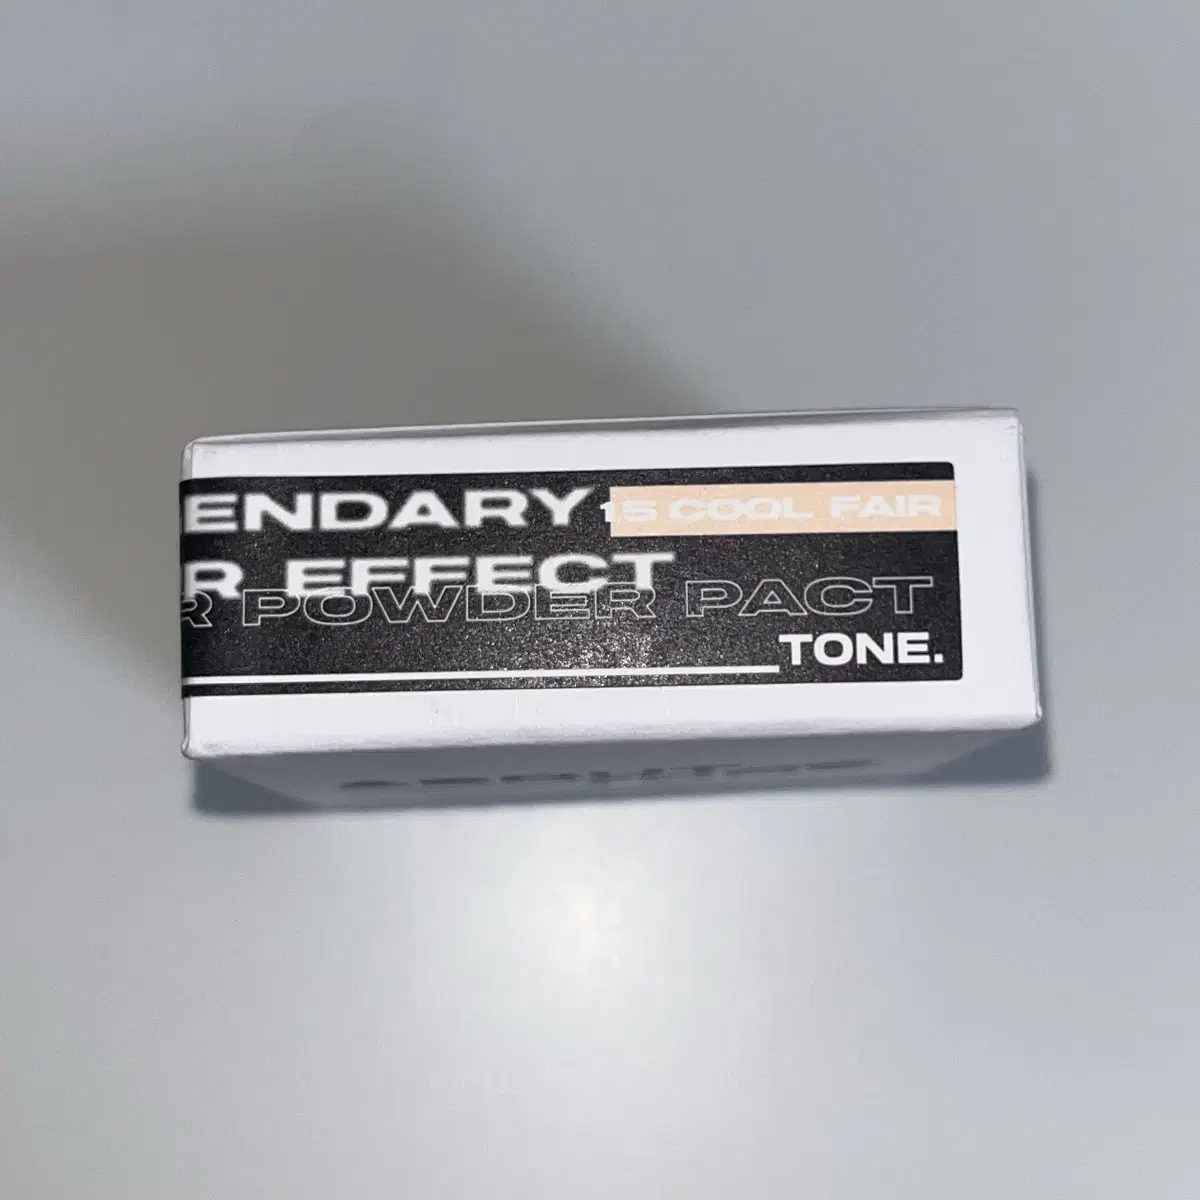 ENDARY 15 COOL FAIR
R EFFECT
R POWDER PACT
TONE.